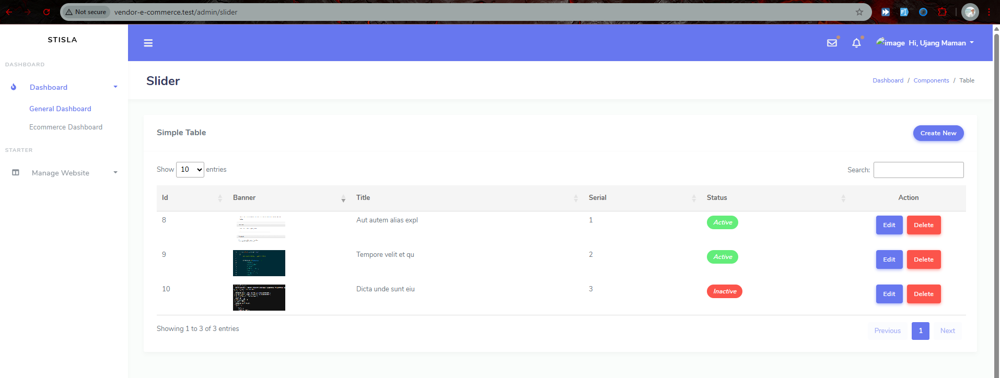 Not secure vendor-e-commerce.test/admin/slider
STISLA
image Hi, Ujang Maman
DASHBOARD
Dashboard
General Dashboard
Ecommerce Dashboard
STARTER
Manage Website
Slider
Dashboard / Components / Table
Simple Table
Create New
Show 10 entries
Search:
Id Banner Title Serial Status Action
8 Aut autem alias expl 1 Active Edit Delete
9 Tempore velit et qu 2 Active Edit Delete
10 Dicta unde sunt eiu 3 Inactive Edit Delete
Showing 1 to 3 of 3 entries
Previous 1 Next